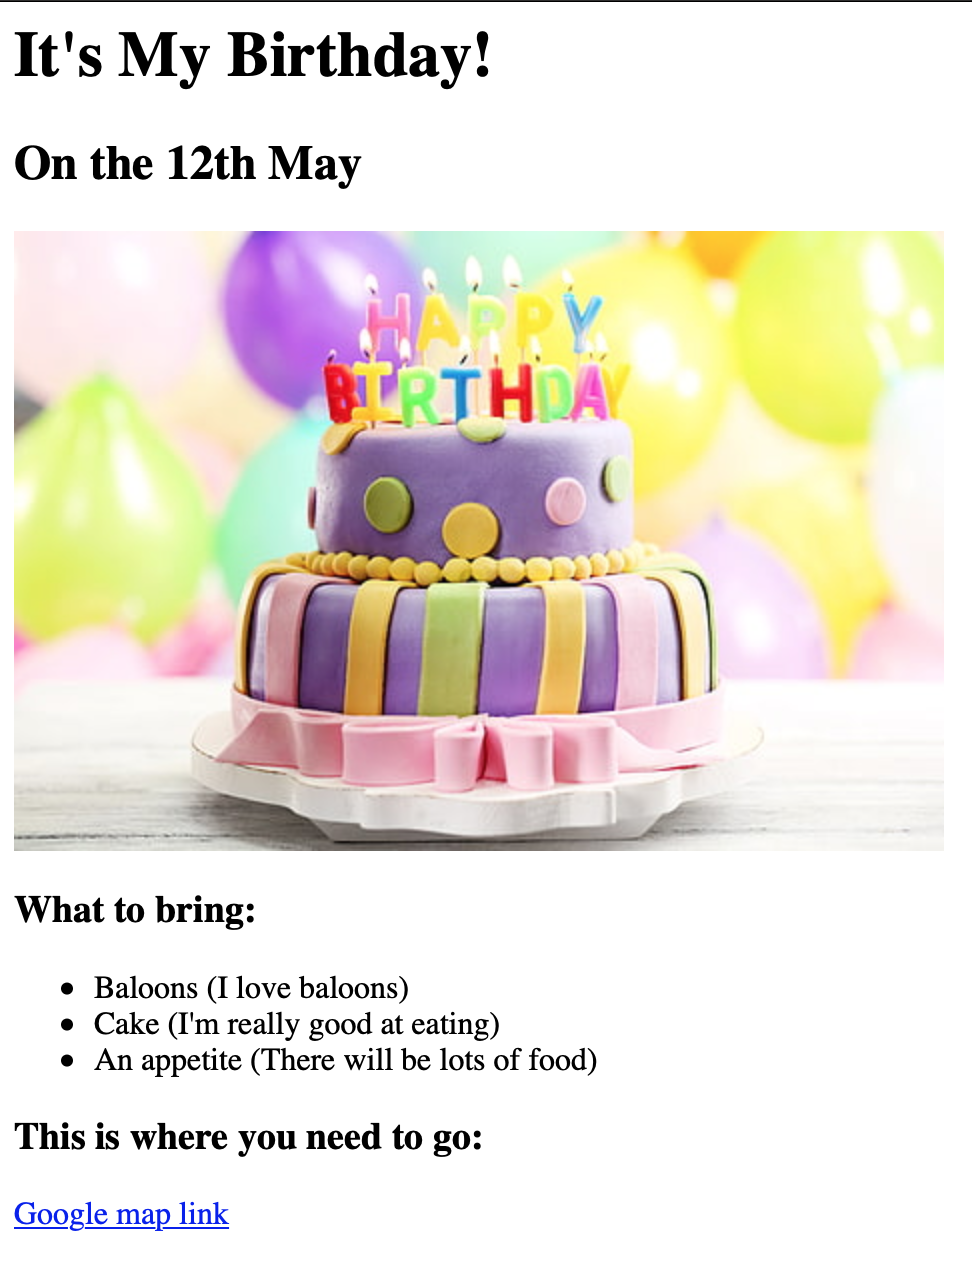 It's My Birthday!
On the 12th May
HAPPY
BIRTHDAY
What to bring:
Baloons (I love baloons)
Cake (I'm really good at eating)
An appetite (There will be lots of food)
This is where you need to go:
Google map link